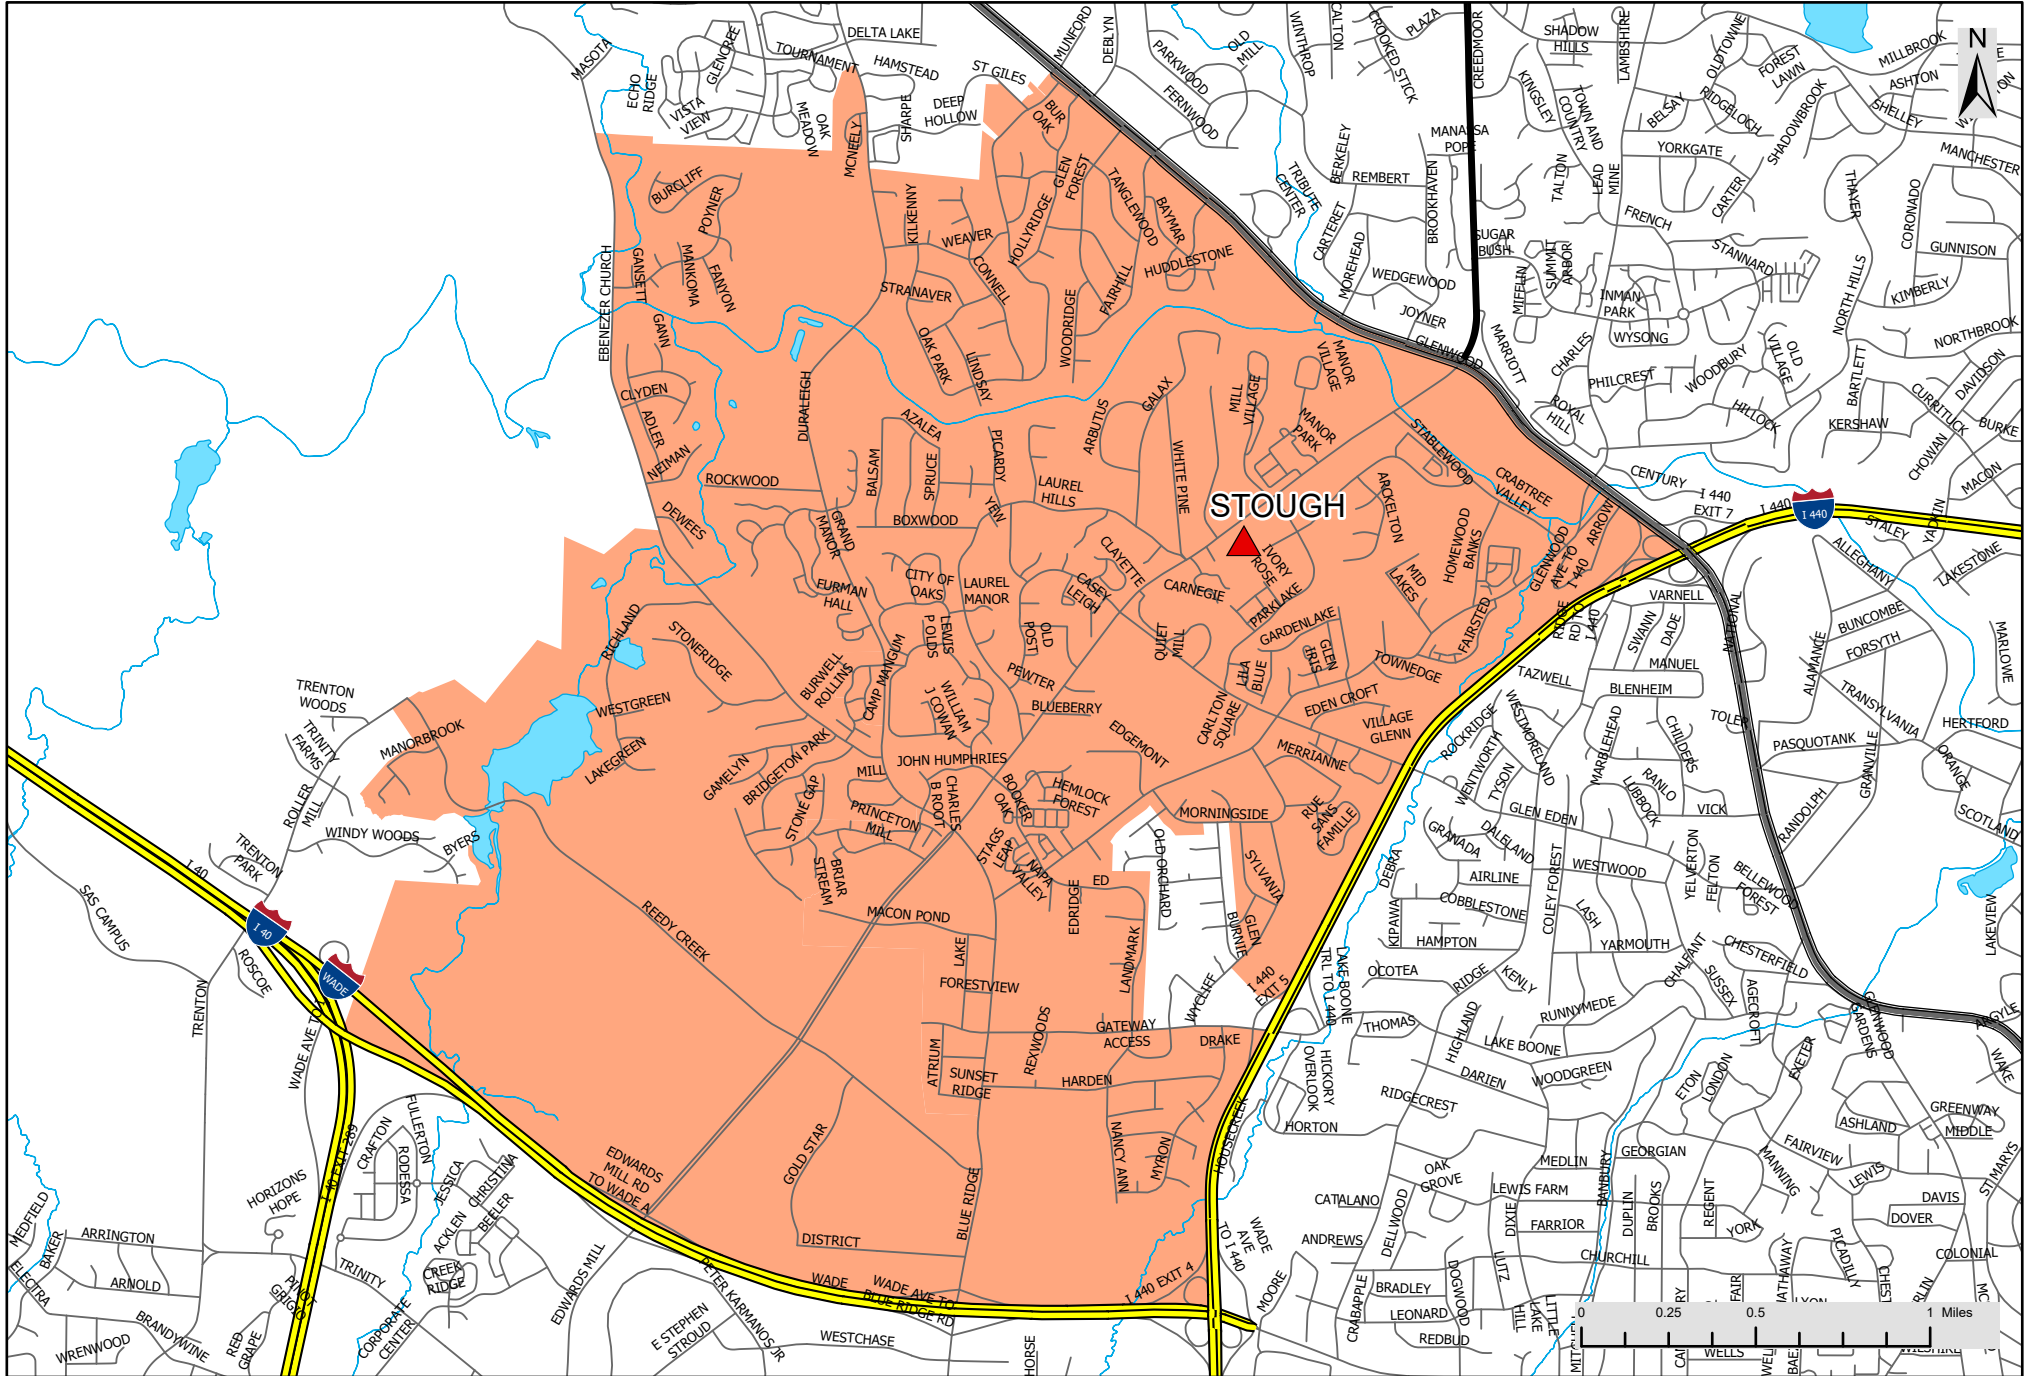 MASOTA
ECHO
RIDGE
GLENCREE
TOURNAMENT
VISTA
VIEW
OAK
MEADOW
DELTA LAKE
HAMSTEAD
SHARPE
DEEP
HOLLOW
ST GILES
MCNEELY
MUNFORD
DEBLYN
PARKWOOD
OLD
MILL
FERNWOOD
WINTHROP
CALTON
CROOKED STICK
PLAZA
CREEDMOOR
SHADOW
HILLS
LAMBSHIRE
OLDTOWNE
FOREST
LAWN
MILLBROOK
ASHTON
SHELLEY
N
KINGSLEY
TOWN AND
COUNTRY
BELSAY
RIDGELOCH
SHADOWBROOK
MANCHESTER
BUR
OAK
BURCLIFF
POYNER
KILKENNY
WEAVER
HOLLYRIDGE
GLEN
FOREST
TANGLEWOOD
BAYMAR
BERKELEY
TRIBUTE
CENTER
REMBERT
MANASSA
POPE
BROOKHAVEN
TALTON
LEAD
MINE
YORKGATE
CARTER
FRENCH
THAYER
CORONADO
GUNNISON
EBENEZER CHURCH
GANSETT
MANKOMA
FANYON
CONNELL
STRANAVER
HUDDLESTONE
FAIRHILL
WOODRIDGE
CARTERET
MOREHEAD
WEDGEWOOD
JOYNER
SUGAR
BUSH
MIFFLIN
SUMMIT
ARBOR
INMAN
PARK
WYSONG
STANNARD
NORTH HILLS
KIMBERLY
NORTHBROOK
GANN
OAK PARK
LINDSAY
DURALEIGH
CLYDEN
ADLER
NEIMAN
GLENWOOD
MARRIOTT
CHARLES
PHILCREST
ROYAL
HILL
WOODBURY
OLD
VILLAGE
HILLOCK
BARTLETT
KERSHAW
CURRITUCK
DAVIDSON
BURKE
CHOWAN
MACON
GALAX
ARBUTUS
WHITE PINE
MILL
VILLAGE
MANOR
VILLAGE
MANOR
PARK
AZALEA
BALSAM
SPRUCE
PICARDY
YEW
LAUREL
HILLS
ROCKWOOD
BOXWOOD
DEWEES
GRAND
MANOR
STABLEWOOD
CRABTREE
VALLEY
ARCKELTON
HOMEWOOD
BANKS
STOUGH
CENTURY
I 440
EXIT 7
I 440
I 440
STALEY
YADKIN
ALLEGHANY
LAKESTONE
ARROW
GLENWOOD
AVE TO
I 440
IVORY
ROSE
CLAYETTE
CASEY
LEIGH
CARNEGIE
PARKLAKE
GARDENLAKE
MID
LAKES
FURMAN
HALL
CITY OF
OAKS
LAUREL
MANOR
LEWIS
P OLDS
OLD
POST
QUIET
MILL
GLEN
IRIS
LILA
BLUE
TOWNEDGE
FAIRSTED
RIDGE
RD TO
I 440
VARNELL
SWANN
DADE
NATIONAL
BUNCOMBE
FORSYTH
ALAMANCE
MARLOWE
RICHLAND
STONERIDGE
WESTGREEN
LAKEGREEN
BURWELL
ROLLINS
CAMP MANGUM
WILLIAM
J COWAN
PEWTER
BLUEBERRY
EDGEMONT
CARLTON
SQUARE
EDEN CROFT
VILLAGE
GLENN
MERRIANNE
ROCKRIDGE
TAZWELL
MANUEL
BLENHEIM
TOLER
TRANSYLVANIA
HERTFORD
PASQUOTANK
ORANGE
WESTMORELAND
WENTWORTH
TYSON
MARBLEHEAD
CHILDERS
RANLO
LUBBOCK
VICK
RANDOLPH
GRANVILLE
SCOTLAND
TRENTON
WOODS
TRINITY
FARMS
MANORBROOK
ROLLER
MILL
WINDY WOODS
BYERS
TRENTON
PARK
I 40
SAS CAMPUS
GAMELYN
BRIDGETON PARK
MILL
JOHN HUMPHRIES
STONE GAP
PRINCETON
MILL
CHARLES
B ROOT
BOOKER
OAK
HEMLOCK
FOREST
STAGS
LEAP
NAPA
VALLEY
BRIAR
STREAM
MACON POND
MORNINGSIDE
RUE
SANS
FAMILLE
SYLVANIA
OLD ORCHARD
ED
EDRIDGE
LANDMARK
GLEN
BURNIE
WYCLIFF
GLEN EDEN
GRANADA
DALELAND
DEBRA
AIRLINE
COBBLESTONE
WESTWOOD
YELVERTON
FELTON
BELLEWOOD
FOREST
COLEY FOREST
LASH
KIPAWA
HAMPTON
YARMOUTH
CHALFANT
CHESTERFIELD
LAKEVIEW
I 40
WADE
ROSCOE
TRENTON
WADE AVE TO I 4
REEDY CREEK
LAKE
FORESTVIEW
REXWOODS
ATRIUM
SUNSET
RIDGE
GATEWAY
ACCESS
DRAKE
HARDEN
I 440
EXIT 5
LAKE BOONE
TRL TO I 440
OCOTEA
RIDGE
KENLY
SUSSEX
AGECROFT
RUNNYMEDE
THOMAS
HIGHLAND
LAKE BOONE
GLENWOOD
GARDENS
ARGYLE
WAKE
DARIEN
WOODGREEN
ETON
LONDON
EXETER
HICKORY
OVERLOOK
RIDGECREST
HORTON
HOUSECREEK
GREENWAY
MIDDLE
ASHLAND
FAIRVIEW
MANNING
LEWIS
ST MARYS
GEORGIAN
MEDLIN
BANBURY
OAK
GROVE
LEWIS FARM
CATALANO
DELLWOOD
DIXIE
FARRIOR
DUPLIN
BROOKS
REGENT
YORK
DAVIS
DOVER
COLONIAL
PICADILLY
HATHAWAY
CHURCHILL
FULLERTON
CRAFTON
RODESSA
JESSICA
CHRISTINA
ACKLEN
BEELER
CREEK
RIDGE
HORIZONS
HOPE
I 40 EXIT 289
MEDFIELD
BAKER
ELECTRA
ARRINGTON
ARNOLD
BRANDYWINE
WRENWOOD
RED
GRAPE
PINOT
GRIGIO
TRINITY
CORPORATE
CENTER
EDWARDS MILL
EDWARDS
MILL RD
TO WADE A
GOLD STAR
DISTRICT
BLUE RIDGE
NANCY ANN
MYRON
PETER KARMANOS JR
E STEPHEN
STROUD
WADE
WADE AVE TO
BLUE RIDGE RD
WESTCHASE
HORSE
I 440 EXIT 4
WADE
AVE
TO I 440
MOORE
ANDREWS
CRABAPPLE
BRADLEY
LEONARD
REDBUD
DOGWOOD
LUTZ
LAKE
HILL
LITTLE
FAIR
WELLS
0 0.25 0.5 1 Miles